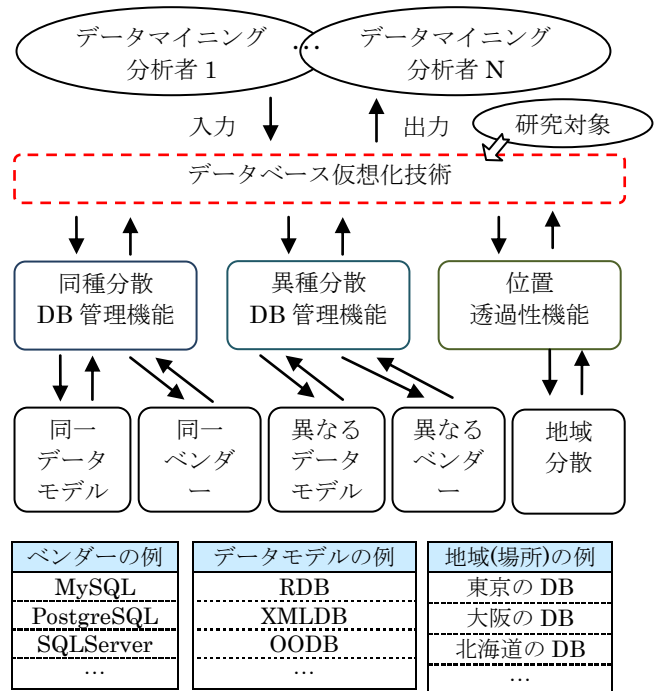 データマイニング
分析者 1
…
データマイニング
分析者 N
入力
出力
研究対象
データベース仮想化技術
同種分散
DB 管理機能
異種分散
DB 管理機能
位置
透過性機能
同一
データ
モデル
同一
ベンダ
ー
異なる
データ
モデル
異なる
ベンダ
ー
地域
分散
ベンダーの例
MySQL
PostgreSQL
SQLServer
…
データモデルの例
RDB
XMLDB
OODB
…
地域(場所)の例
東京の DB
大阪の DB
北海道の DB
…